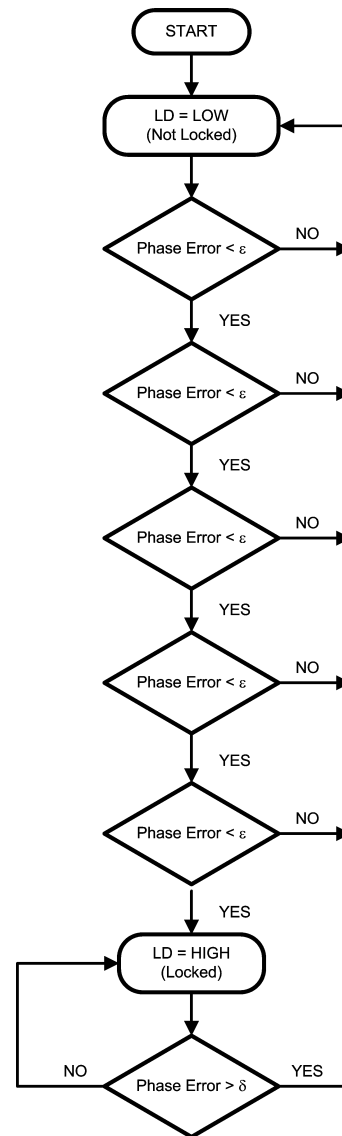 START
LD = LOW
(Not Locked)
Phase Error < ε
NO
YES
Phase Error < ε
NO
YES
Phase Error < ε
NO
YES
Phase Error < ε
NO
YES
Phase Error < ε
NO
YES
LD = HIGH
(Locked)
NO
Phase Error > δ
YES